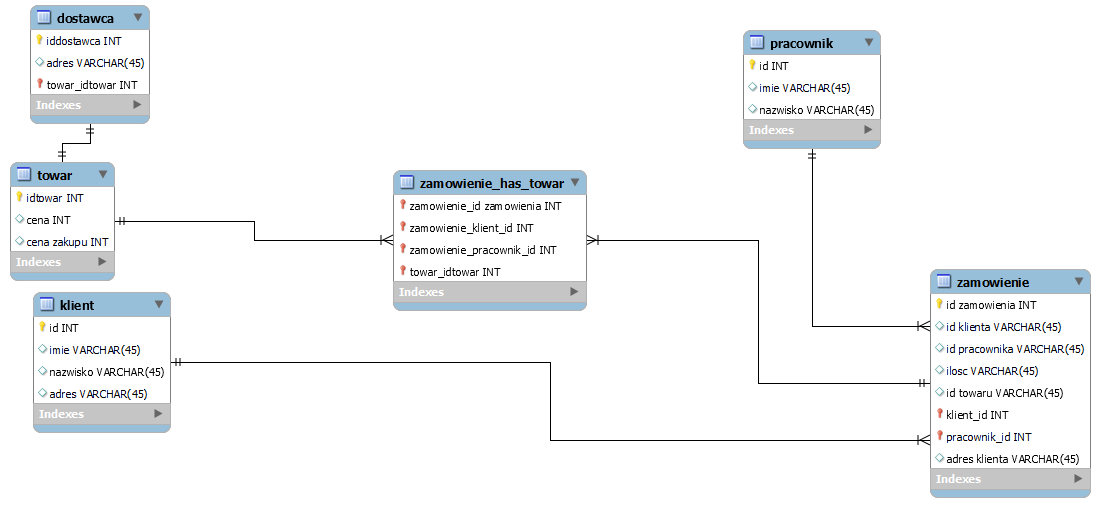 dostawca
iddostawca INT
adres VARCHAR(45)
towar_idtowar INT
Indexes
pracownik
id INT
imie VARCHAR(45)
nazwisko VARCHAR(45)
Indexes
towar
idtowar INT
cena INT
cena zakupu INT
Indexes
zamowienie_has_towar
zamowienie_id zamowienia INT
zamowienie_klient_id INT
zamowienie_pracownik_id INT
towar_idtowar INT
Indexes
klient
id INT
imie VARCHAR(45)
nazwisko VARCHAR(45)
adres VARCHAR(45)
Indexes
zamowienie
id zamowienia INT
id klienta VARCHAR(45)
id pracownika VARCHAR(45)
ilosc VARCHAR(45)
id towaru VARCHAR(45)
klient_id INT
pracownik_id INT
adres klienta VARCHAR(45)
Indexes